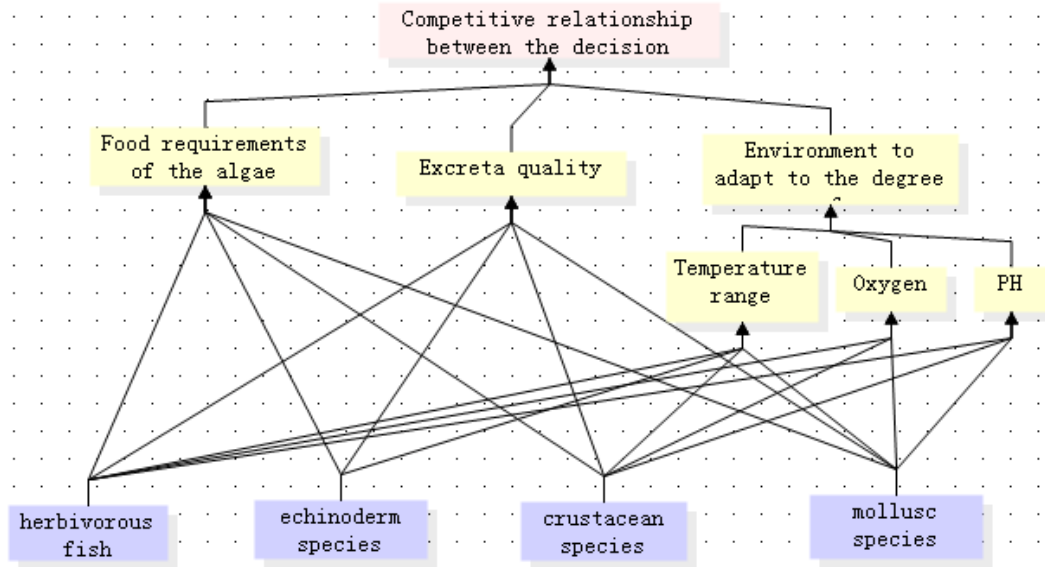 Competitive relationship
between the decision
Food requirements
of the algae
Excreta quality
Environment to
adapt to the degree
Temperature
range
Oxygen
PH
herbivorous
fish
echinoderm
species
crustacean
species
mollusc
species